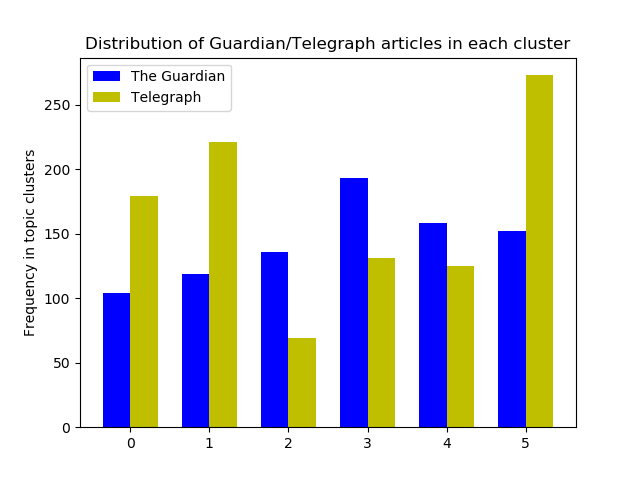 Distribution of Guardian/Telegraph articles in each cluster
The Guardian
Telegraph
Frequency in topic clusters
250
200
150
100
50
0
0 1 2 3 4 5